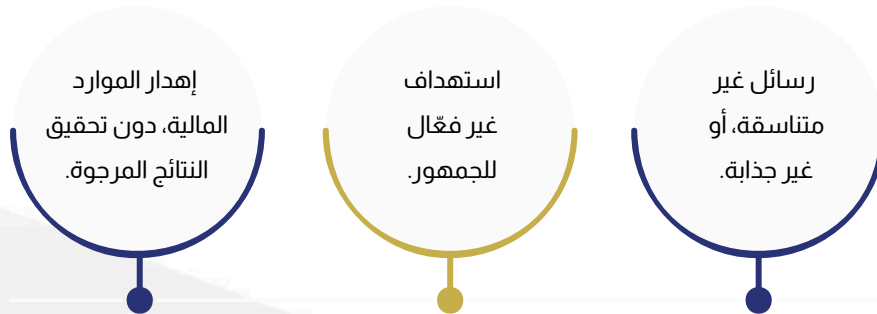 رسائل غير
متناسقة، أو
غير جذابة.
استهداف
غير فعّال
للجمهور.
إهدار الموارد
المالية، دون تحقيق
النتائج المرجوة.